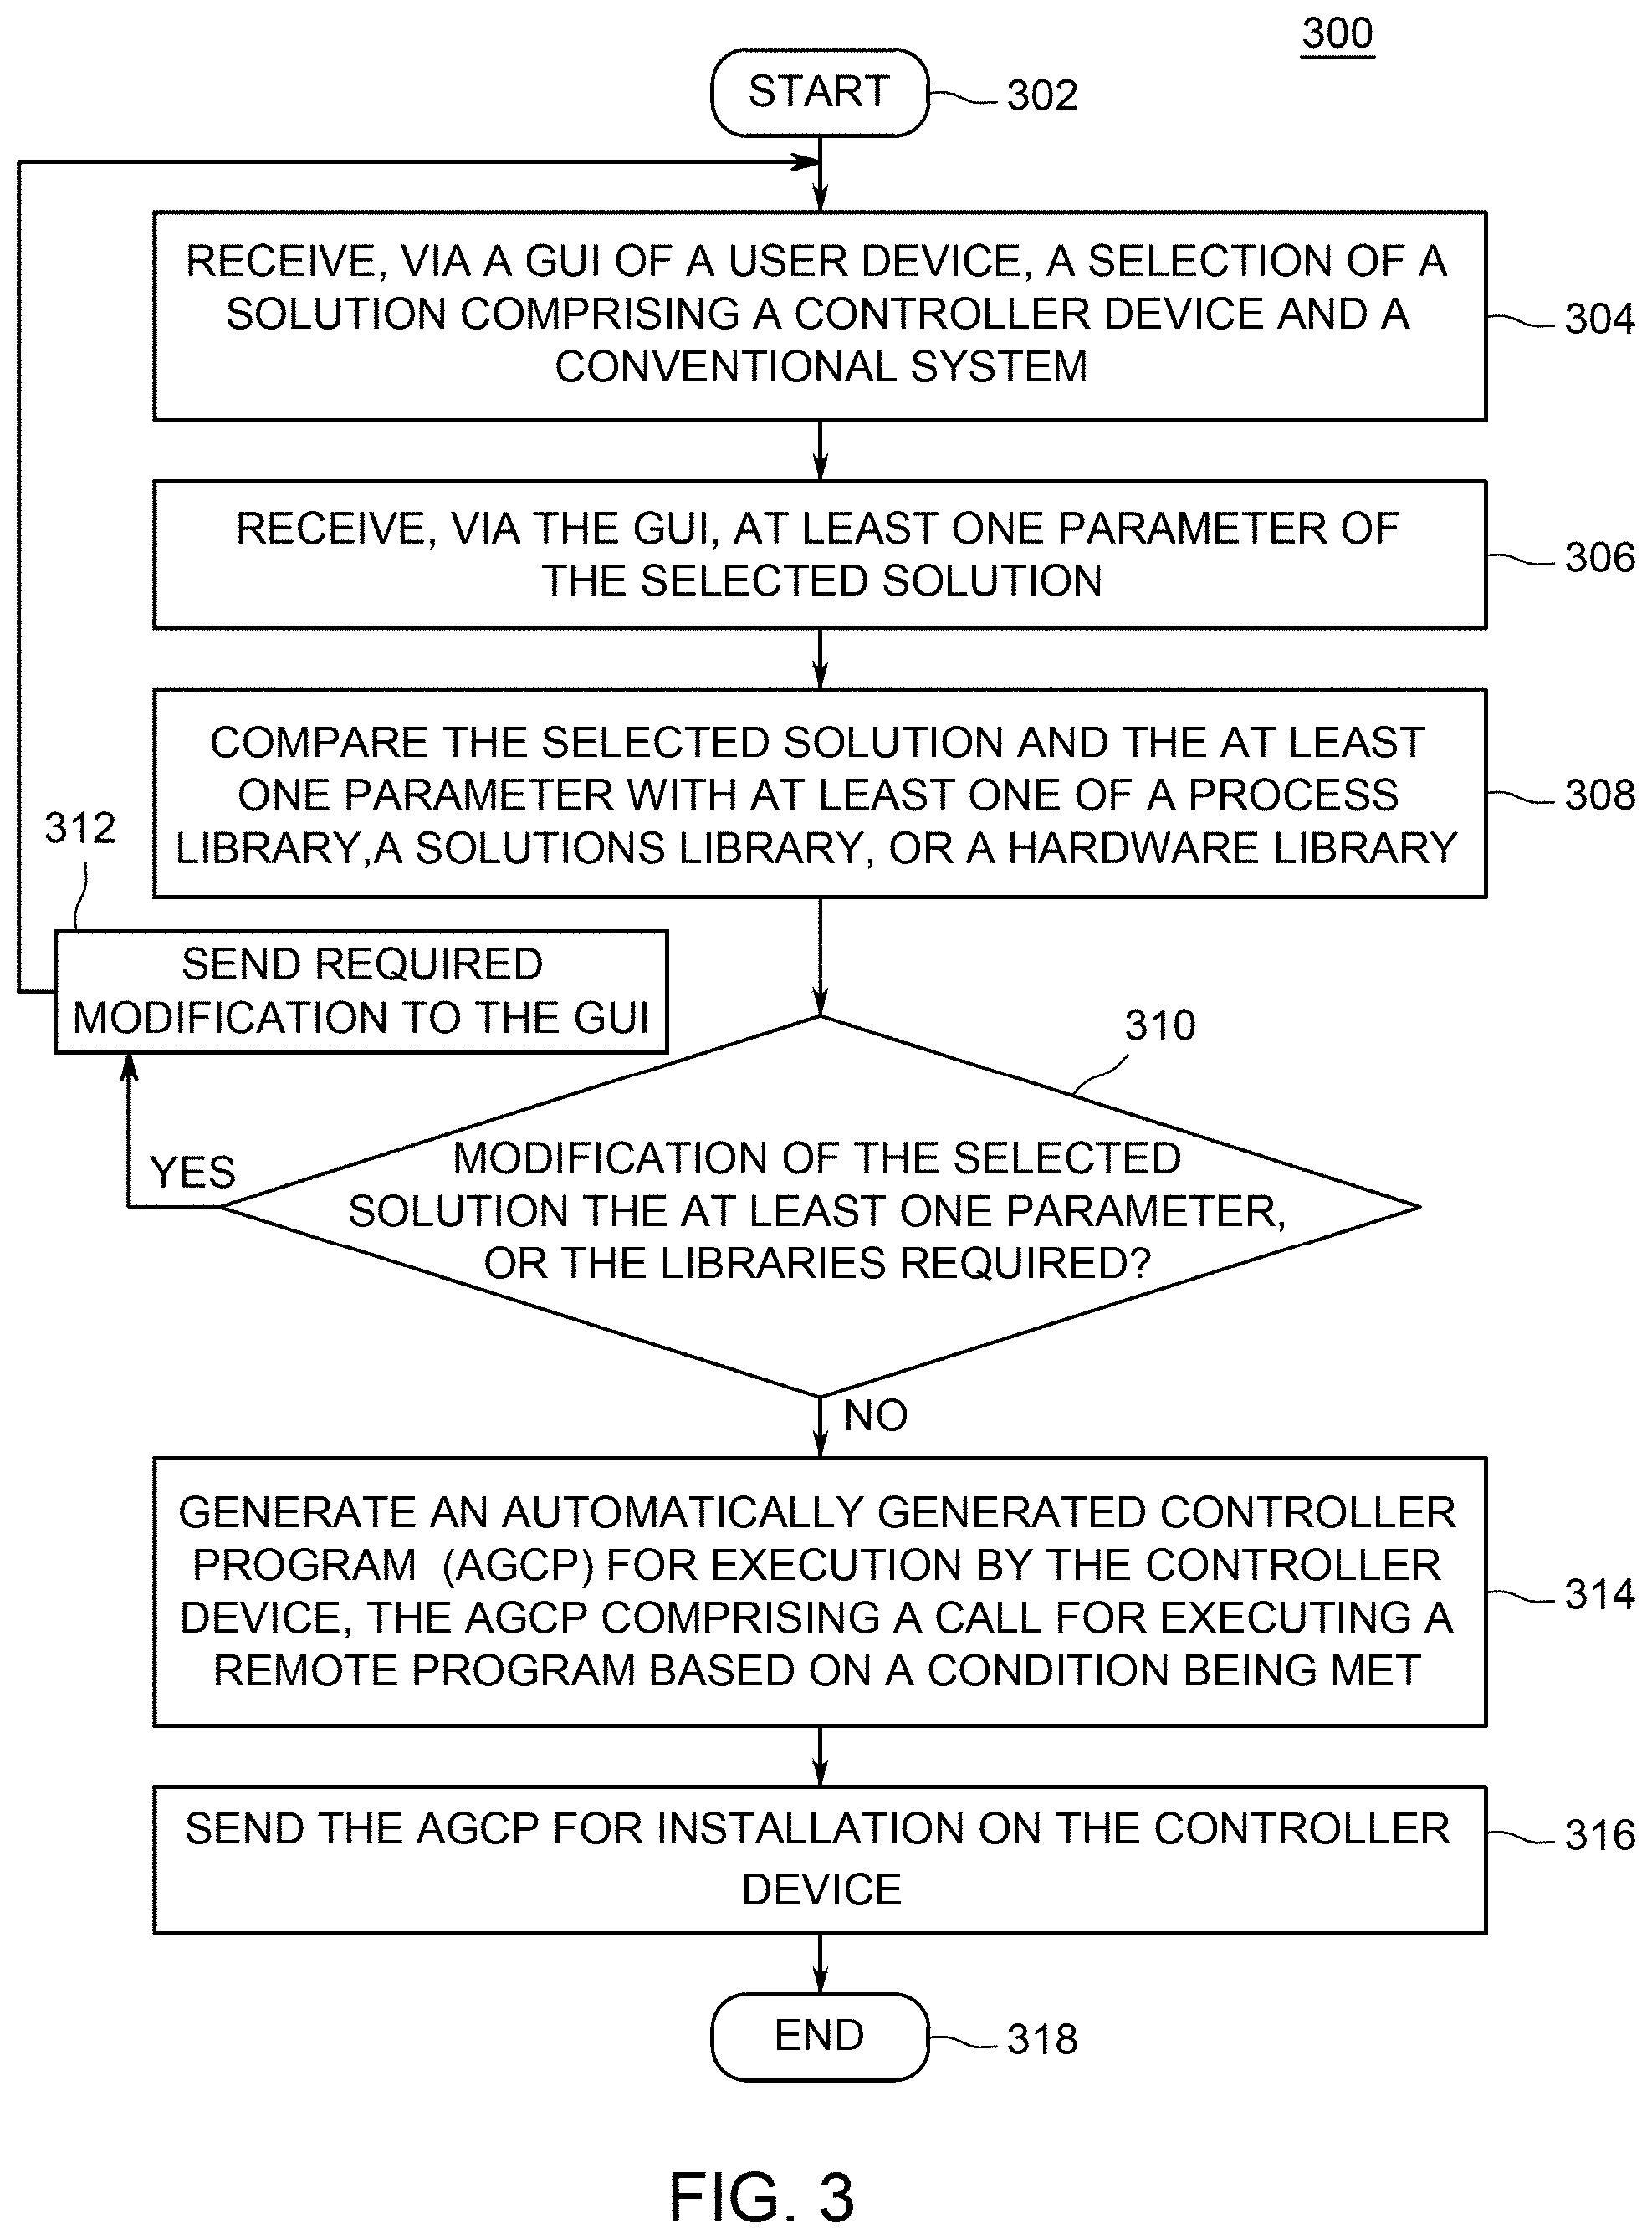 300
START
302
RECEIVE, VIA A GUI OF A USER DEVICE, A SELECTION OF A
SOLUTION COMPRISING A CONTROLLER DEVICE AND A
CONVENTIONAL SYSTEM
304
RECEIVE, VIA THE GUI, AT LEAST ONE PARAMETER OF
THE SELECTED SOLUTION
306
COMPARE THE SELECTED SOLUTION AND THE AT LEAST
ONE PARAMETER WITH AT LEAST ONE OF A PROCESS
LIBRARY,A SOLUTIONS LIBRARY, OR A HARDWARE LIBRARY
308
312
SEND REQUIRED
MODIFICATION TO THE GUI
310
YES
MODIFICATION OF THE SELECTED
SOLUTION THE AT LEAST ONE PARAMETER,
OR THE LIBRARIES REQUIRED?
NO
GENERATE AN AUTOMATICALLY GENERATED CONTROLLER
PROGRAM (AGCP) FOR EXECUTION BY THE CONTROLLER
DEVICE, THE AGCP COMPRISING A CALL FOR EXECUTING A
REMOTE PROGRAM BASED ON A CONDITION BEING MET
314
SEND THE AGCP FOR INSTALLATION ON THE CONTROLLER
DEVICE
316
END
318
FIG. 3